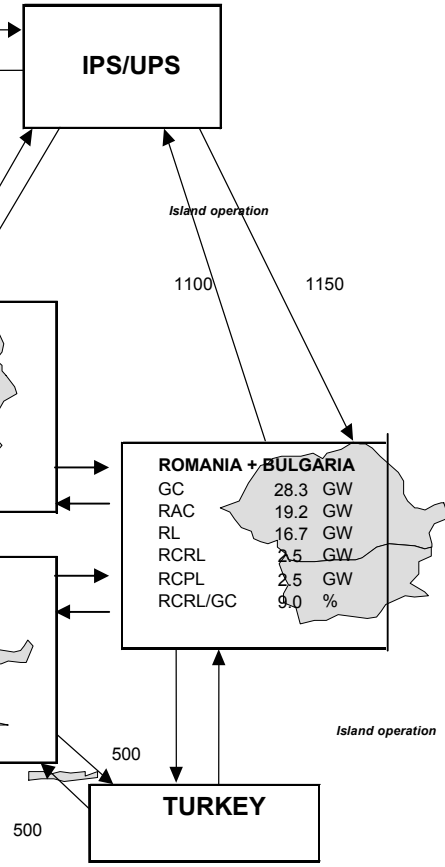 IPS/UPS
Island operation
1100
1150
ROMANIA + BULGARIA
GC 28.3 GW
RAC 19.2 GW
RL 16.7 GW
RCRL 2.5 GW
RCPL 2.5 GW
RCRL/GC 9.0 %
Island operation
500
TURKEY
500